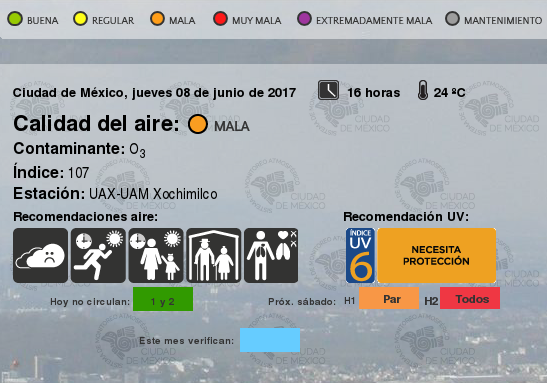 BUENA REGULAR MALA MUY MALA EXTREMADAMENTE MALA MANTENIMIENTO
Ciudad de México, jueves 08 de junio de 2017 16 horas 24 ºC
Calidad del aire: MALA
Contaminante: O3
Índice: 107
Estación: UAX-UAM Xochimilco
Recomendaciones aire: Recomendación UV:
ÍNDICE
UV
6
NECESITA
PROTECCIÓN
Hoy no circulan: 1 y 2 Próx. sábado: H1 Par H2 Todos
Este mes verifican:
CIUDAD
DE MÉXICO